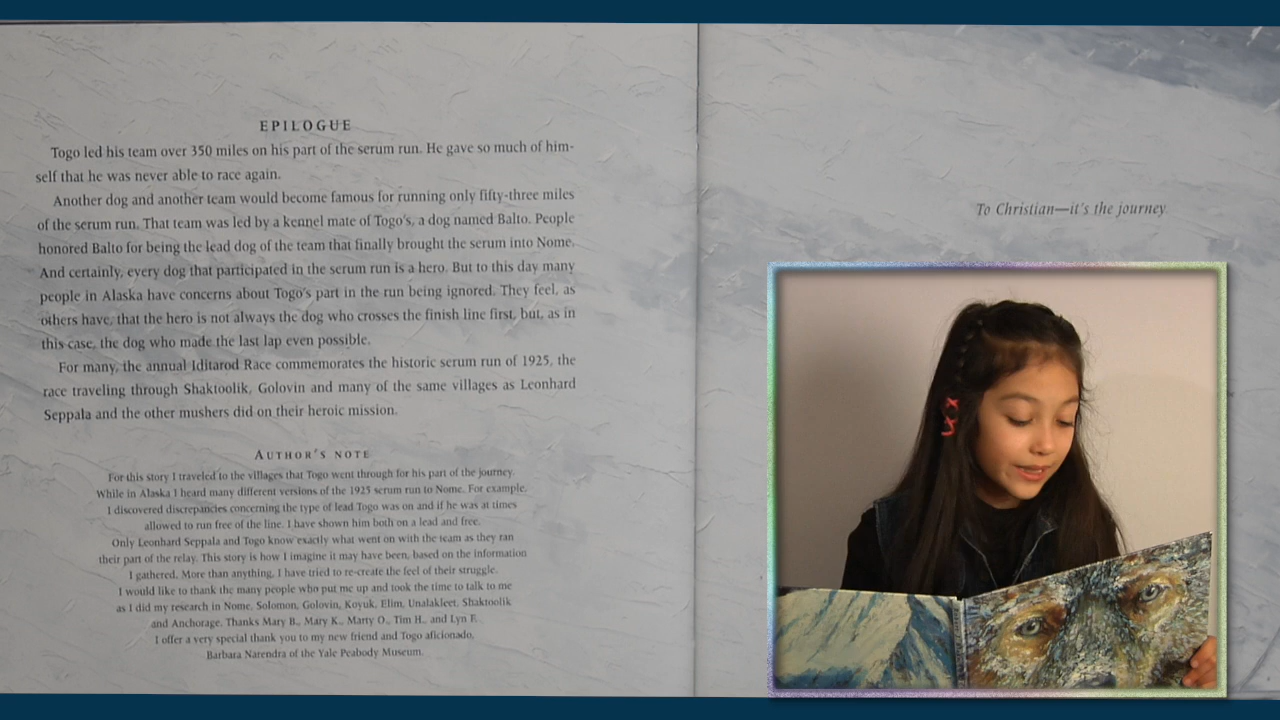 EPILOGUE
Togo led his team over 350 miles on his part of the serum run. He gave so much of him-
self that he was never able to race again.
Another dog and another team would become famous for running only fifty-three miles
of the serum run. That team was led by a kennel mate of Togo's, a dog named Balto. People
honored Balto for being the lead dog of the team that finally brought the serum into Nome.
And certainly, every dog that participated in the serum run is a hero. But to this day many
people in Alaska have concerns about Togo's part in the run being ignored. They feel, as
others have, that the hero is not always the dog who crosses the finish line first, but, as in
this case, the dog who made the last lap even possible.
For many, the annual Iditarod Race commemorates the historic serum run of 1925, the
race traveling through Shaktoolik, Golovin and many of the same villages as Leonhard
Seppala and the other mushers did on their heroic mission.
AUTHOR'S NOTE
For this story I traveled to the villages that Togo went through for his part of the journey.
While in Alaska I heard many different versions of the 1925 serum run to Nome. For example,
I discovered discrepancies concerning the type of lead Togo was on and if he was at times
allowed to run free of the line. I have shown him both on a lead and free.
Only Leonhard Seppala and Togo know exactly what went on with the team as they ran
their part of the relay. This story is how I imagine it may have been, based on the information
I gathered. More than anything, I have tried to re-create the feel of their struggle.
I would like to thank the many people who put me up and took the time to talk to me
as I did my research in Nome, Solomon, Golovin, Koyuk, Elim, Unalakleet, Shaktoolik
and Anchorage. Thanks Mary B., Mary K., Marty O., Tim H., and Lyn F.
I offer a very special thank you to my new friend and Togo aficionado,
Barbara Narendra of the Yale Peabody Museum.
To Christian—it's the journey